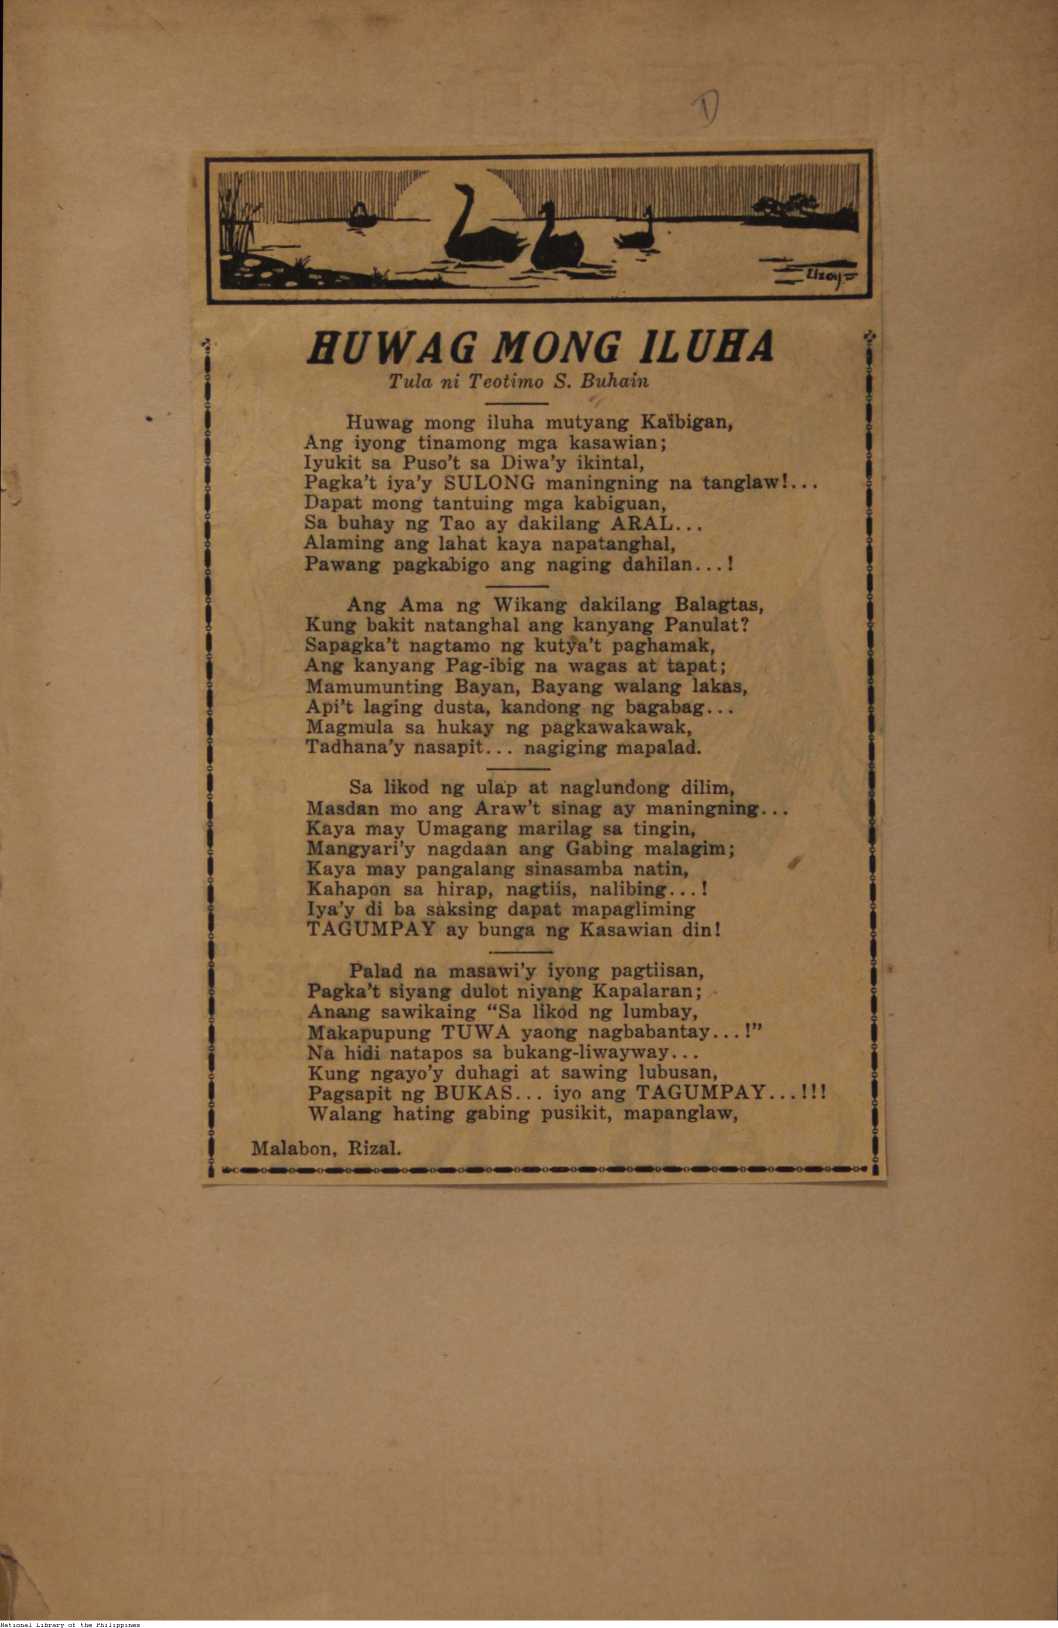 D
Lizoy
HUWAG MONG ILUHA
Tula ni Teotimo S. Buhain
Huwag mong iluha mutyang Kaibigan,
Ang iyong tinamong mga kasawian;
Iyukit sa Puso't sa Diwa'y ikintal,
Pagka't iya'y SULONG maningning na tanglaw!...
Dapat mong tantuing mga kabiguan,
Sa buhay ng Tao ay dakilang ARAL...
Alaming ang lahat kaya napatanghal,
Pawang pagkabigo ang naging dahilan...!
Ang Ama ng Wikang dakilang Balagtas,
Kung bakit natanghal ang kanyang Panulat?
Sapagka't nagtamo ng kutya't paghamak,
Ang kanyang Pag-ibig na wagas at tapat;
Mamumunting Bayan, Bayang walang lakas,
Api't laging dusta, kandong ng bagabag...
Magmula sa hukay ng pagkawakawak,
Tadhana'y nasapit... nagiging mapalad.
Sa likod ng ulap at naglundong dilim,
Masdan mo ang Araw't sinag ay maningning...
Kaya may Umagang marilag sa tingin,
Mangyari'y nagdaan ang Gabing malagim;
Kaya may pangalang sinasamba natin,
Kahapon sa hirap, nagtiis, nalibing...!
Iya'y di ba saksing dapat mapagliming
TAGUMPAY ay bunga ng Kasawian din!
Palad na masawi'y iyong pagtiisan,
Pagka't siyang dulot niyang Kapalaran;
Anang sawikaing "Sa likod ng lumbay,
Makapupung TUWA yaong nagbabantay...!"
Na hidi natapos sa bukang-liwayway...
Kung ngayo'y duhagi at sawing lubusan,
Pagsapit ng BUKAS... iyo ang TAGUMPAY...!!!
Walang hating gabing pusikit, mapanglaw,
Malabon, Rizal.
National Library of the Philippines